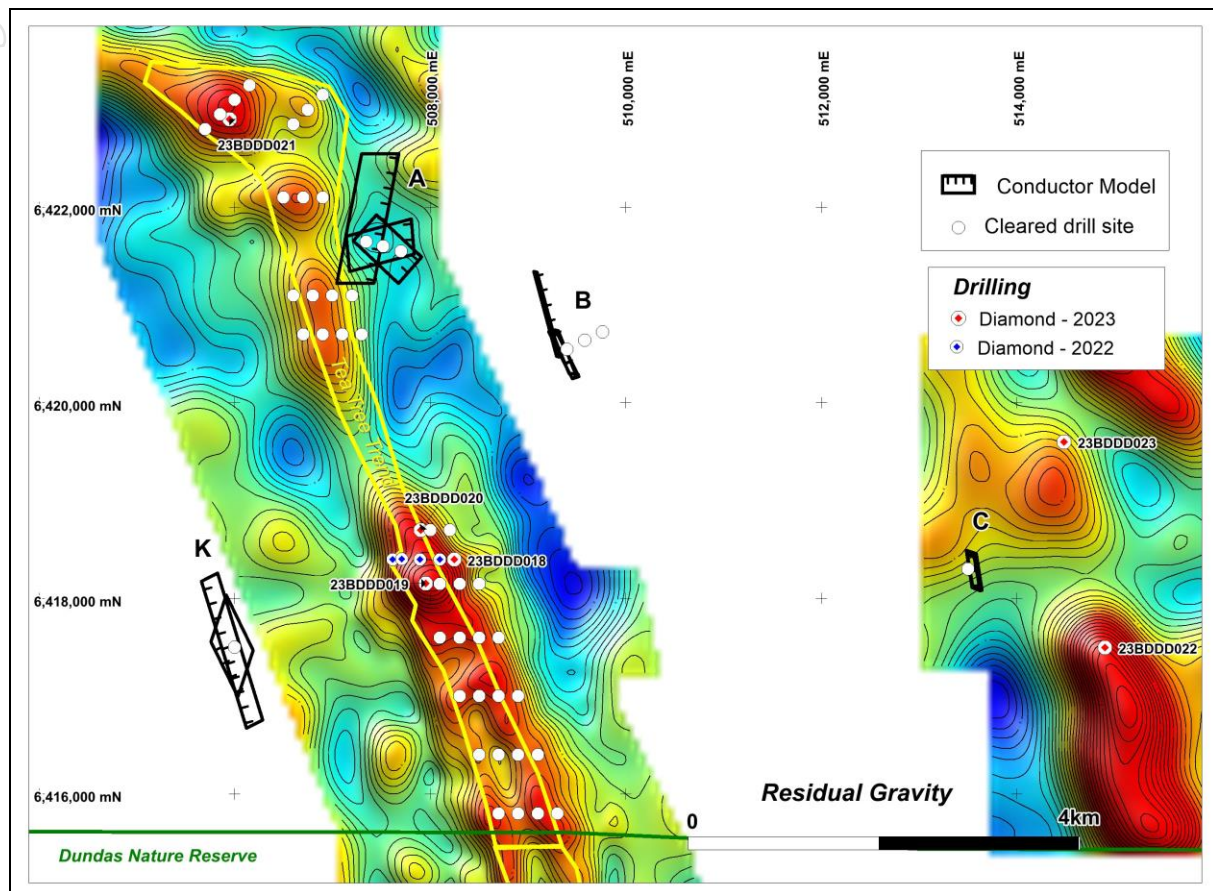 508,000 mE
510,000 mE
512,000 mE
514,000 mE
23BDDD021
A
6,422,000 mN
Conductor Model
Cleared drill site
Drilling
Diamond - 2023
Diamond - 2022
B
Tea Tree Trend
6,420,000 mN
23BDDD023
23BDDD020
C
K
23BDDD018
23BDDD019
6,418,000 mN
23BDDD022
6,416,000 mN
Residual Gravity
0
4km
Dundas Nature Reserve